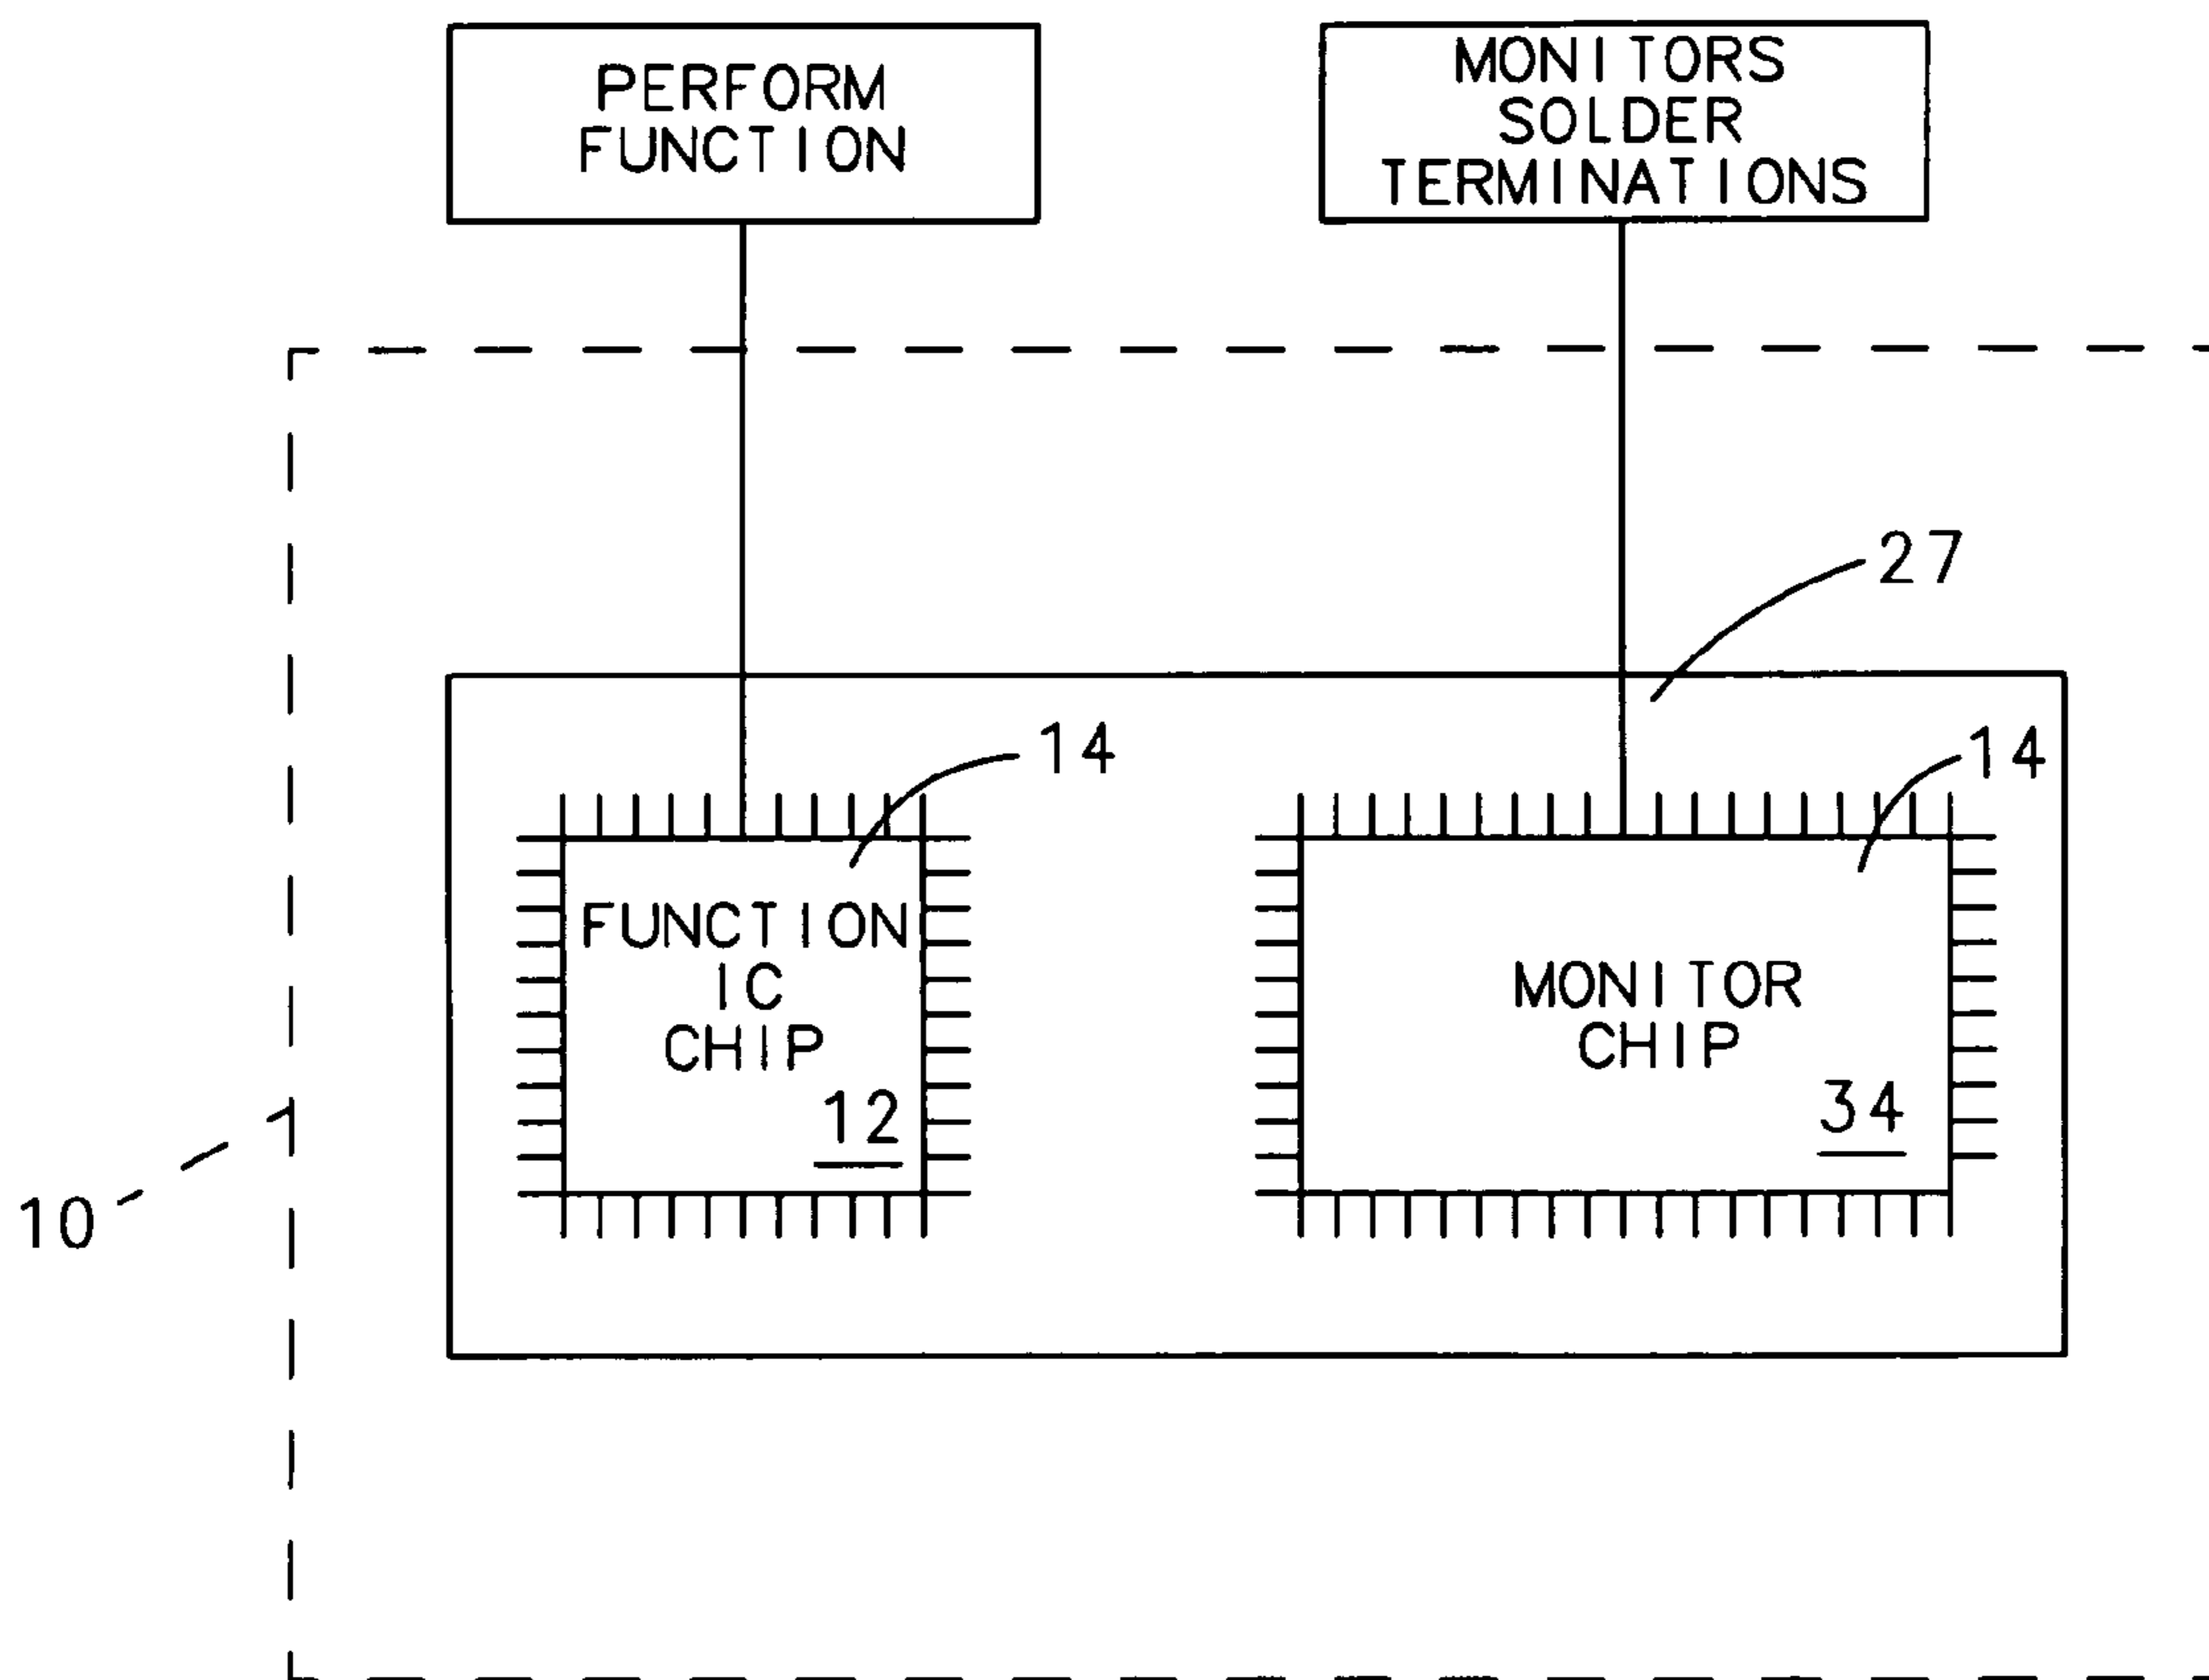 PERFORM
FUNCTION
MONITORS
SOLDER
TERMINATIONS
27
14
14
FUNCTION
IC
CHIP
12
MONITOR
CHIP
34
10